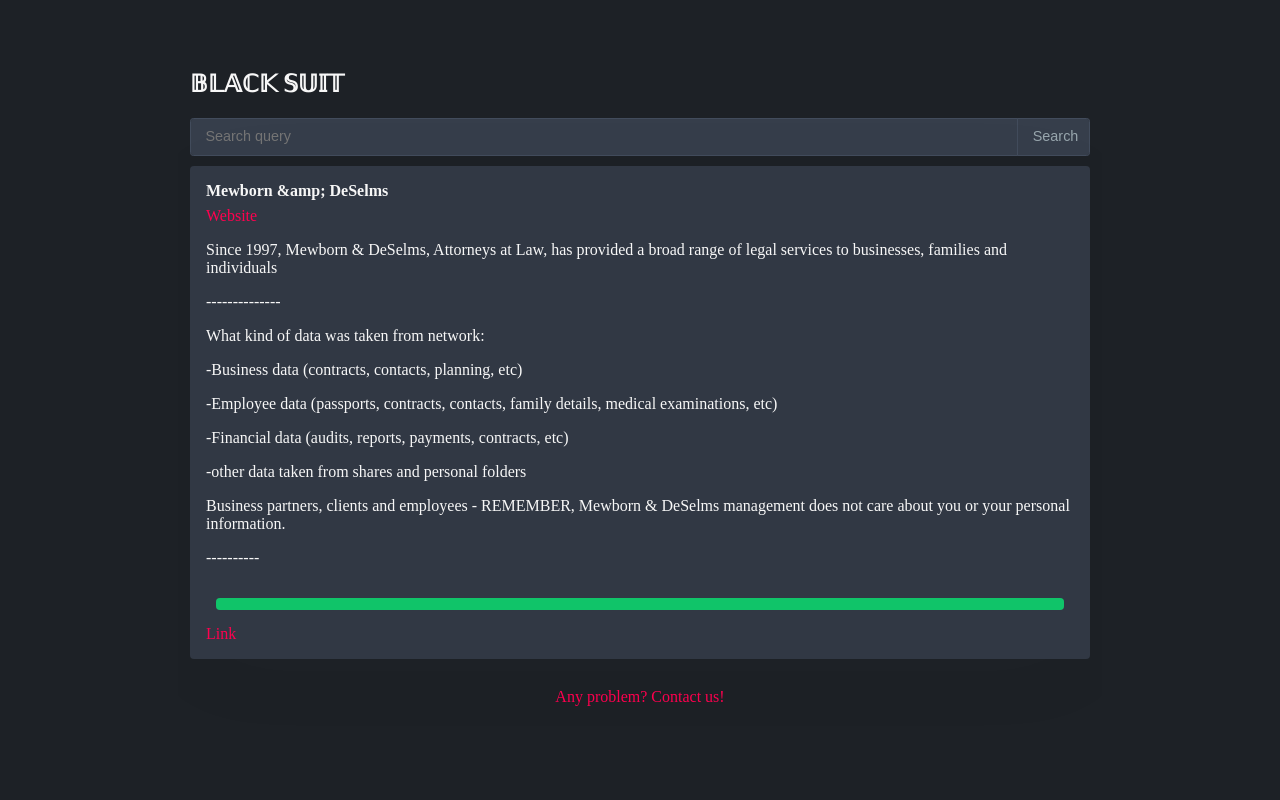 𝔹𝕃𝔸ℂ𝕂 𝕊𝕌𝕀𝕋
Search query
Search
Mewborn &amp; DeSelms
Website
Since 1997, Mewborn & DeSelms, Attorneys at Law, has provided a broad range of legal services to businesses, families and
individuals
--------------
What kind of data was taken from network:
-Business data (contracts, contacts, planning, etc)
-Employee data (passports, contracts, contacts, family details, medical examinations, etc)
-Financial data (audits, reports, payments, contracts, etc)
-other data taken from shares and personal folders
Business partners, clients and employees - REMEMBER, Mewborn & DeSelms management does not care about you or your personal
information.
----------
Link
Any problem? Contact us!